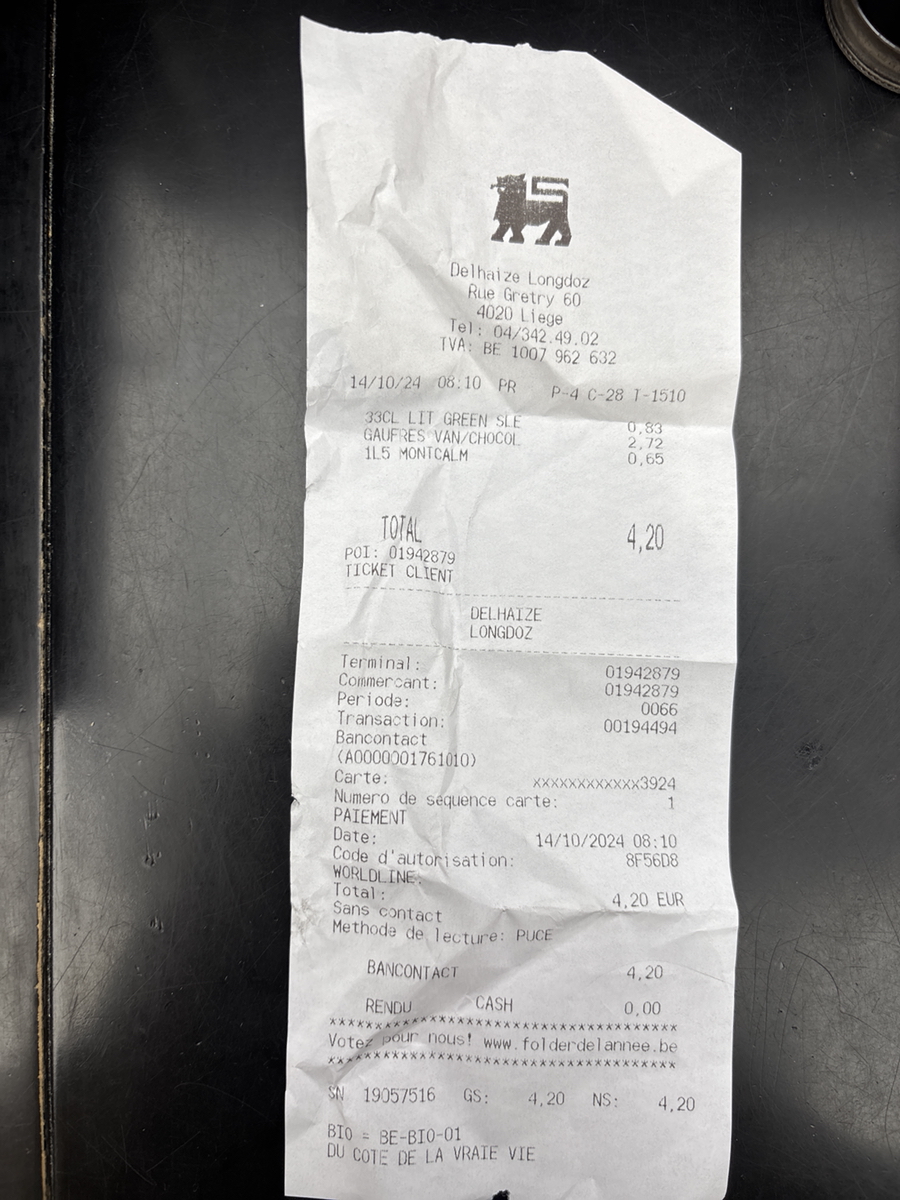 Delhaize Longdoz
Rue Gretry 60
4020 Liege
Tel: 04/342.49.02
TVA: BE 1007 962 632
14/10/24 08:10 PR P-4 C-28 T-1510
33CL LIT GREEN SLE 0,83
GAUFRES VAN/CHOCOL 2,72
1L5 MONTCALM 0,65
TOTAL 4,20
POI: 01942879
TICKET CLIENT
DELHAIZE
LONGDOZ
Terminal: 01942879
Commercant: 01942879
Periode: 0066
Transaction: 00194494
Bancontact
(A0000001761010)
Carte: xxxxxxxxxxxxx3924
Numero de sequence carte: 1
PAIEMENT
Date: 14/10/2024 08:10
Code d'autorisation: 8F56D8
WORLDLINE:
Total: 4,20 EUR
Sans contact
Methode de lecture: PUCE
BANCONTACT 4,20
RENDU CASH 0,00
****************************************
Votez pour nous! www.folderdelannee.be
****************************************
SN 19057516 GS: 4,20 NS: 4,20
BIO = BE-BIO-01
DU COTE DE LA VRAIE VIE